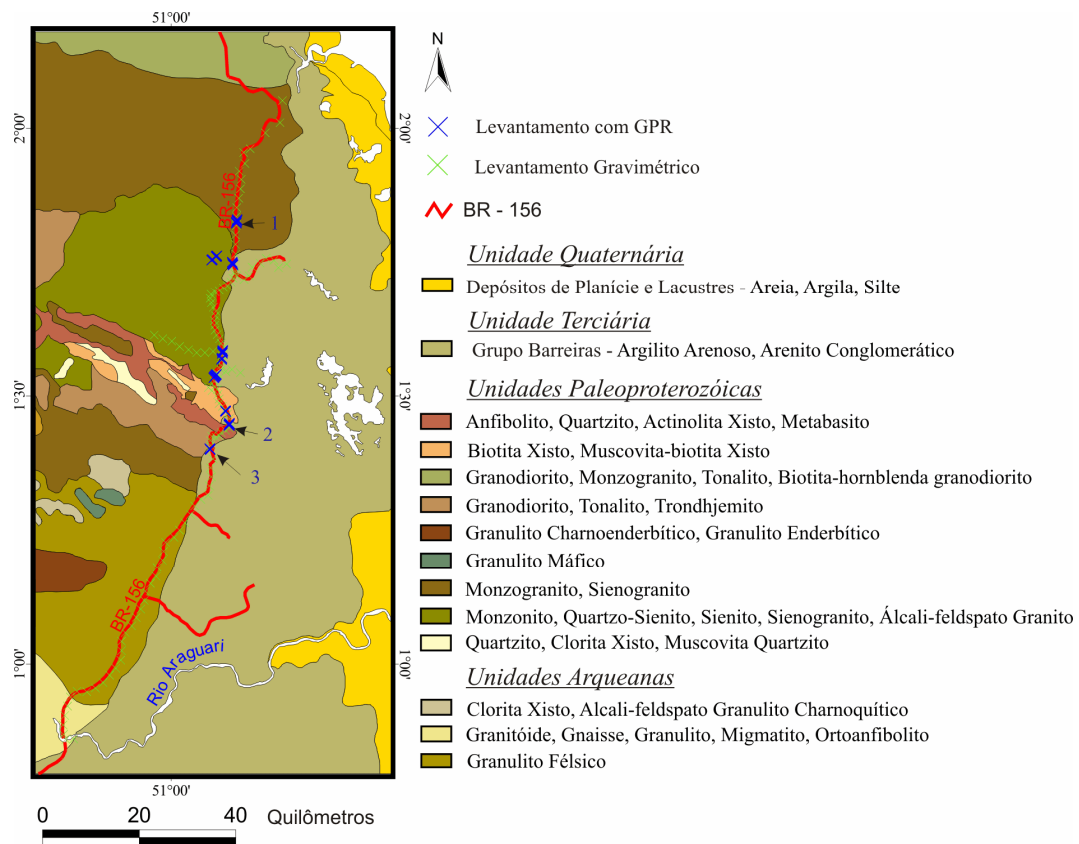 51°00'
2°00'
2°00'
BR-156
1
1°30'
1°30'
2
3
BR-156
Rio Araguari
1°00'
1°00'
51°00'
0 20 40 Quilômetros
N
Levantamento com GPR
Levantamento Gravimétrico
BR - 156
Unidade Quaternária
Depósitos de Planície e Lacustres - Areia, Argila, Silte
Unidade Terciária
Grupo Barreiras - Argilito Arenoso, Arenito Conglomerático
Unidades Paleoproterozóicas
Anfibolito, Quartzito, Actinolita Xisto, Metabasito
Biotita Xisto, Muscovita-biotita Xisto
Granodiorito, Monzogranito, Tonalito, Biotita-hornblenda granodiorito
Granodiorito, Tonalito, Trondhjemito
Granulito Charnoenderbítico, Granulito Enderbítico
Granulito Máfico
Monzogranito, Sienogranito
Monzonito, Quartzo-Sienito, Sienito, Sienogranito, Álcali-feldspato Granito
Quartzito, Clorita Xisto, Muscovita Quartzito
Unidades Arqueanas
Clorita Xisto, Alcali-feldspato Granulito Charnoquítico
Granitóide, Gnaisse, Granulito, Migmatito, Ortoanfibolito
Granulito Félsico